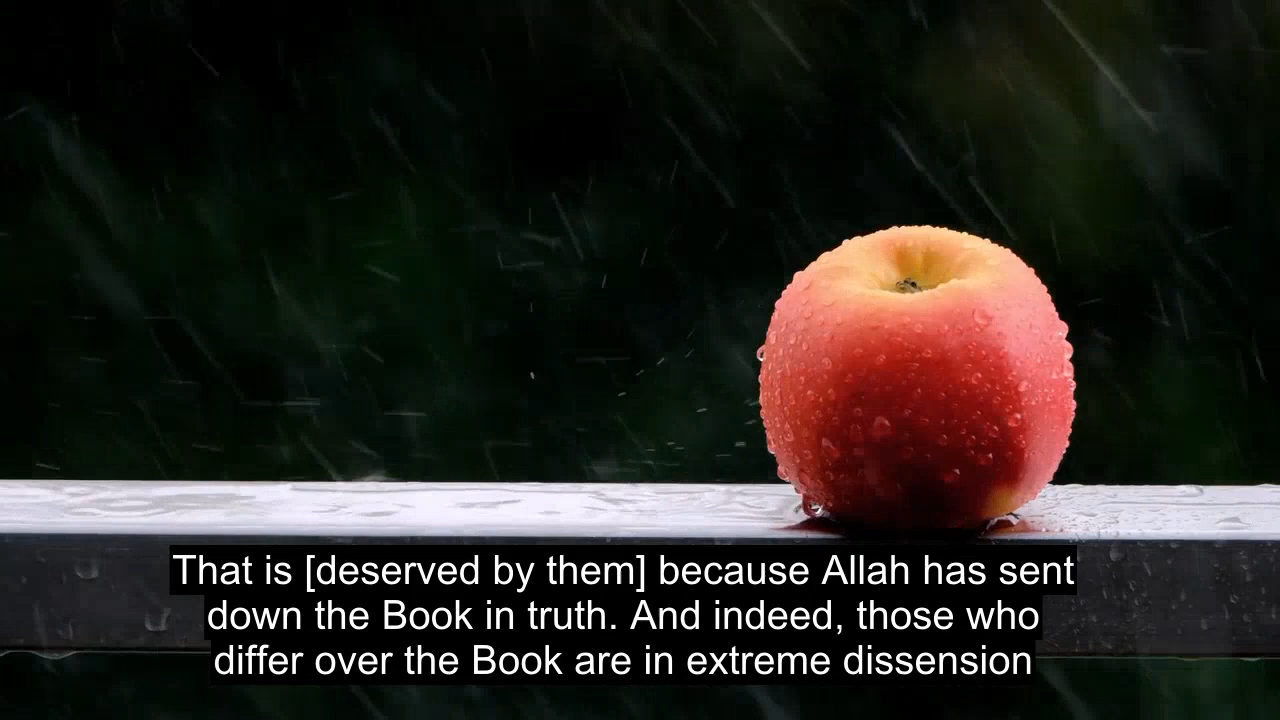 That is [deserved by them] because Allah has sent
down the Book in truth. And indeed, those who
differ over the Book are in extreme dissension